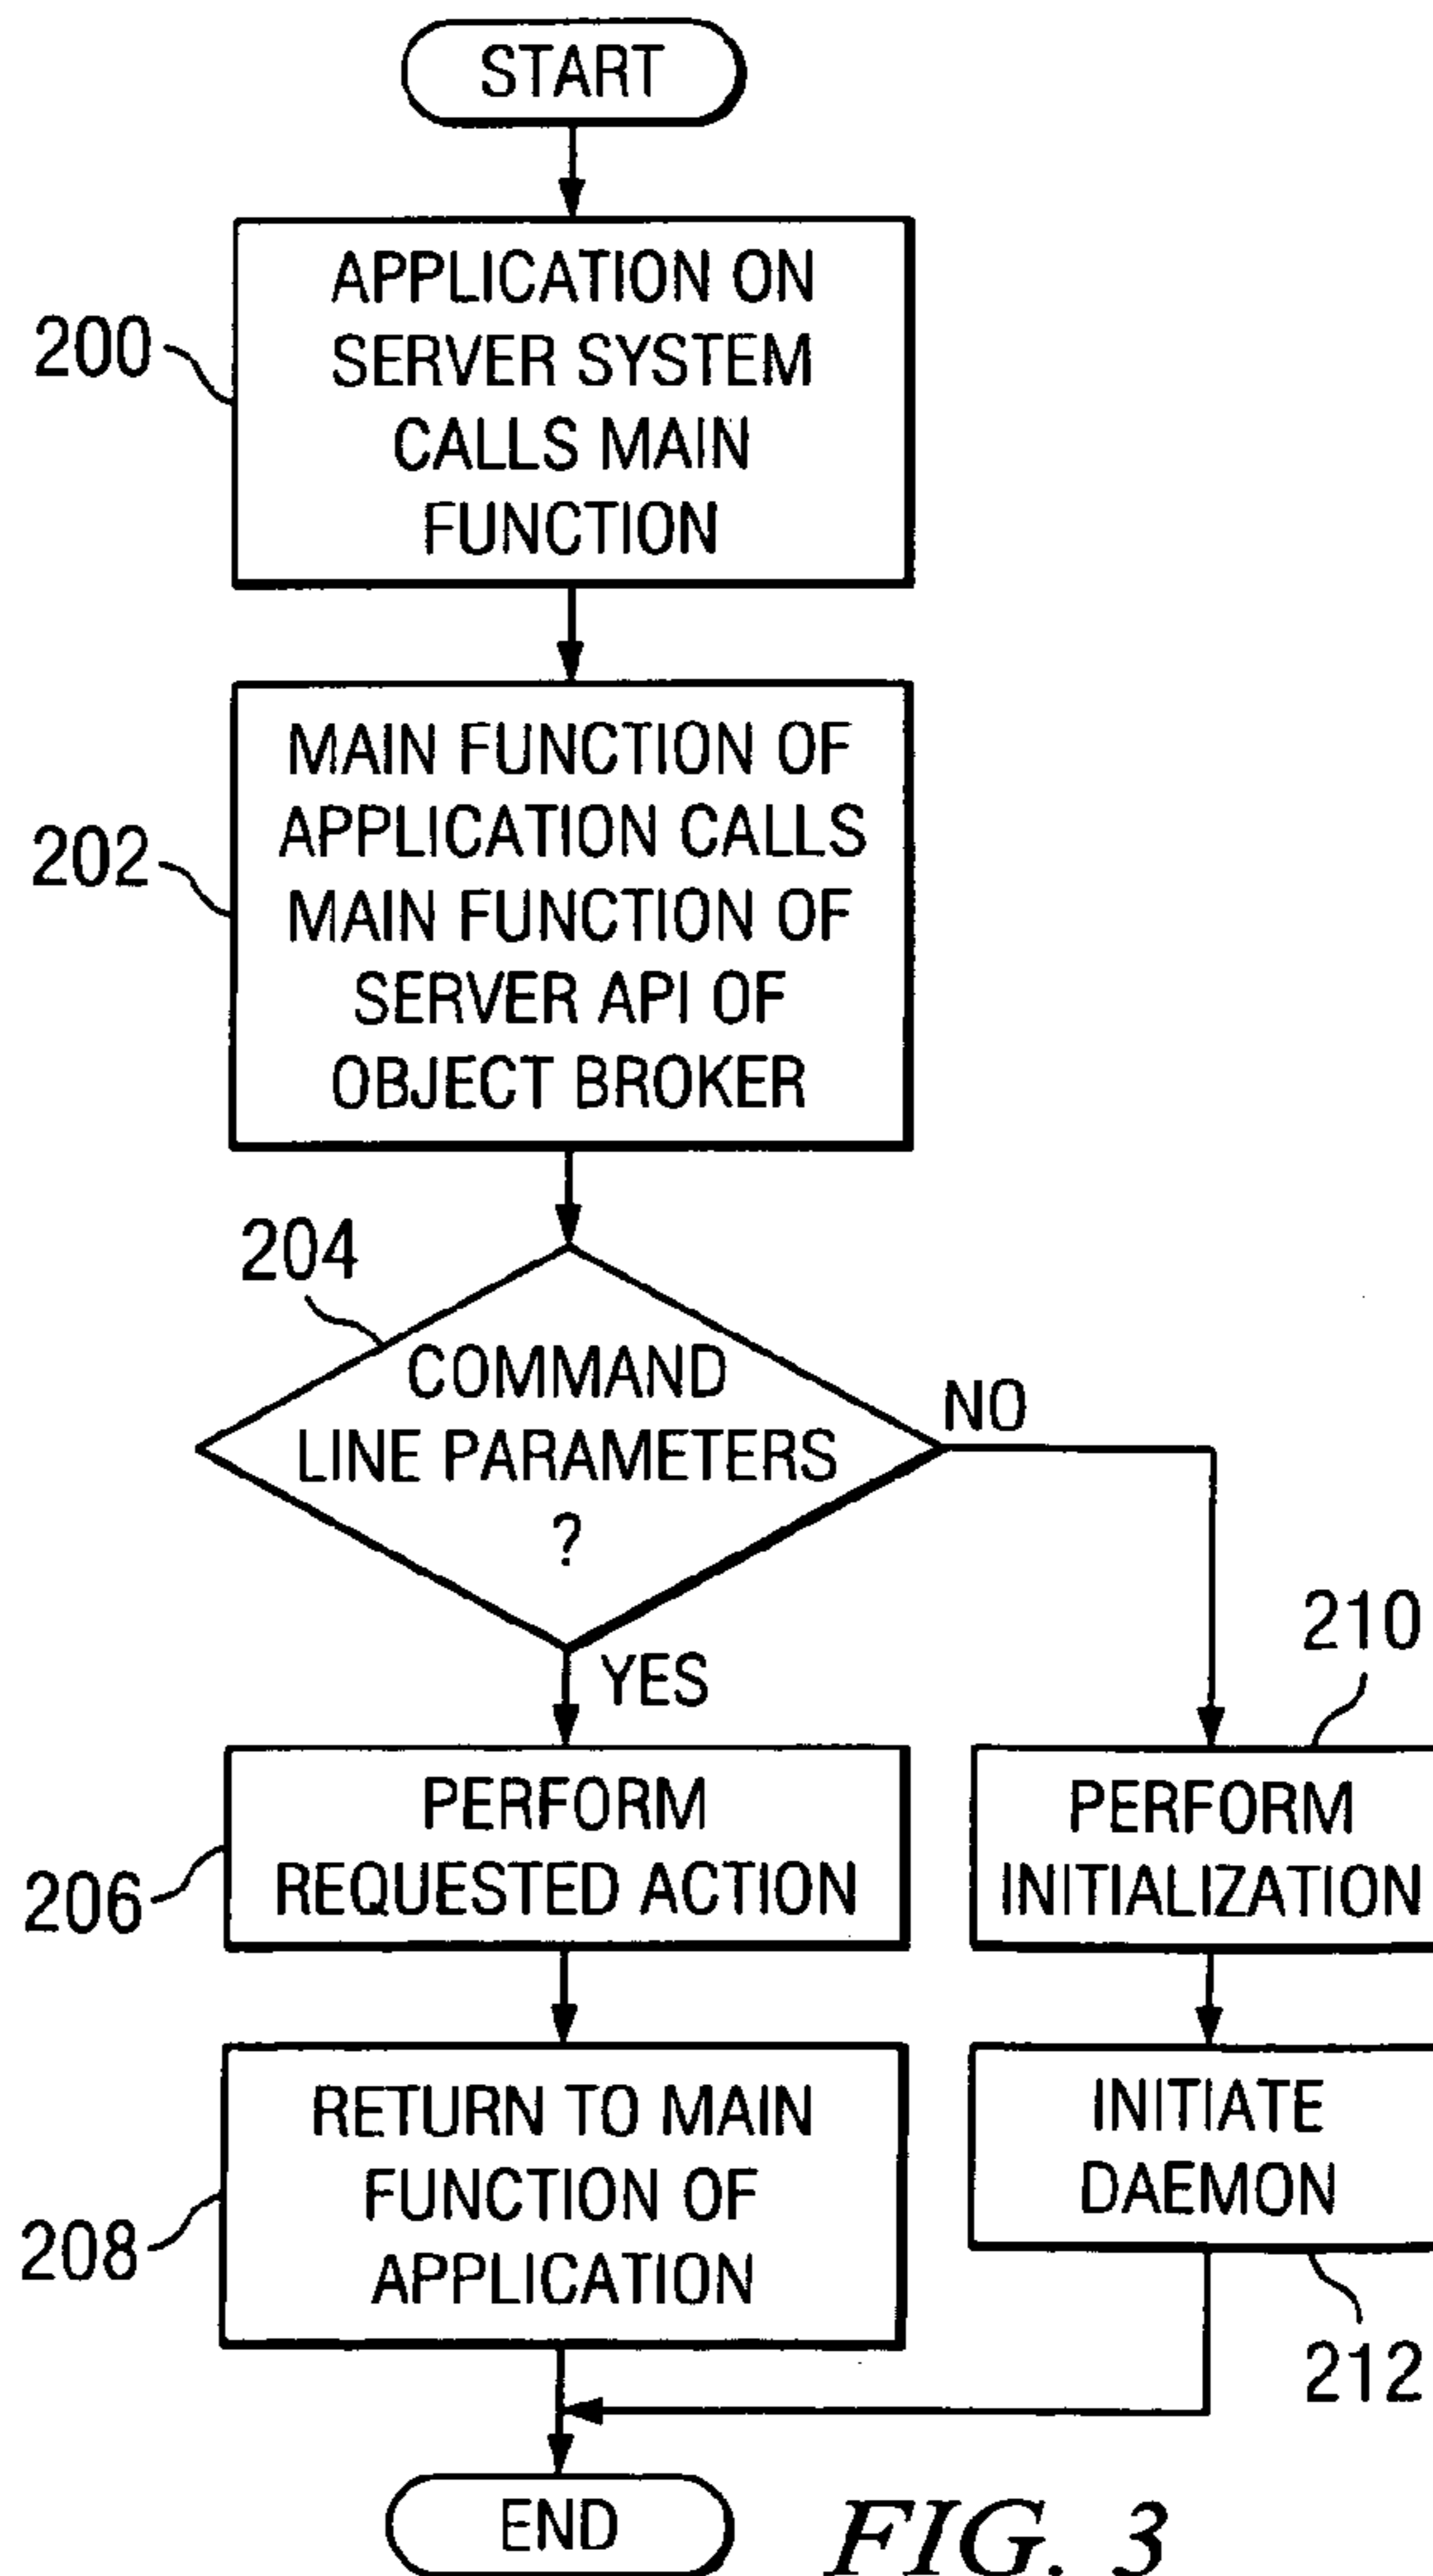 START
200
APPLICATION ON
SERVER SYSTEM
CALLS MAIN
FUNCTION
202
MAIN FUNCTION OF
APPLICATION CALLS
MAIN FUNCTION OF
SERVER API OF
OBJECT BROKER
204
COMMAND
LINE PARAMETERS
?
NO
YES
210
206
PERFORM
REQUESTED ACTION
PERFORM
INITIALIZATION
208
RETURN TO MAIN
FUNCTION OF
APPLICATION
INITIATE
DAEMON
212
END
FIG. 3